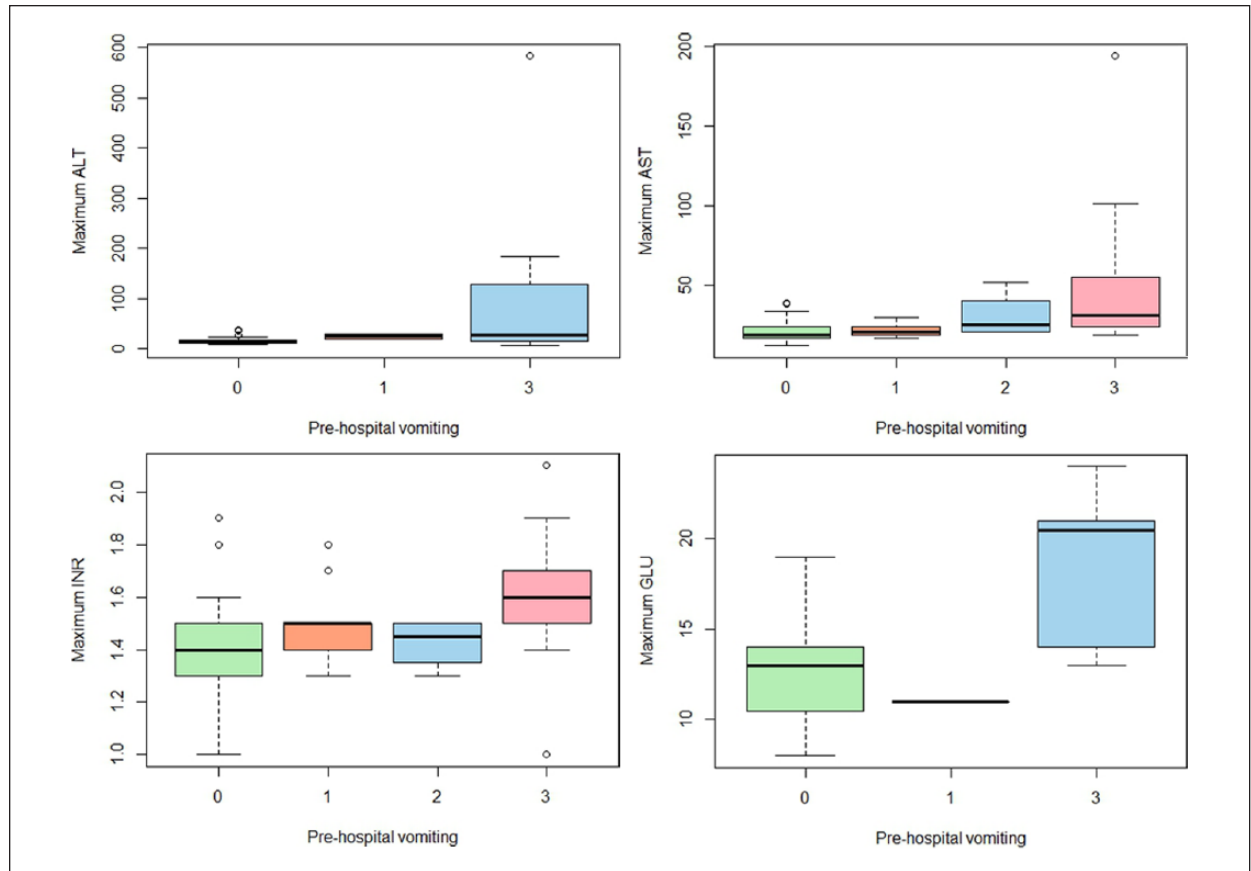 Maximum ALT
600
500
400
300
200
100
0
0 1 3
Pre-hospital vomiting
Maximum AST
200
150
100
50
0 1 2 3
Pre-hospital vomiting
Maximum INR
2.0
1.8
1.6
1.4
1.2
1.0
0 1 2 3
Pre-hospital vomiting
Maximum GLU
20
15
10
0 1 3
Pre-hospital vomiting